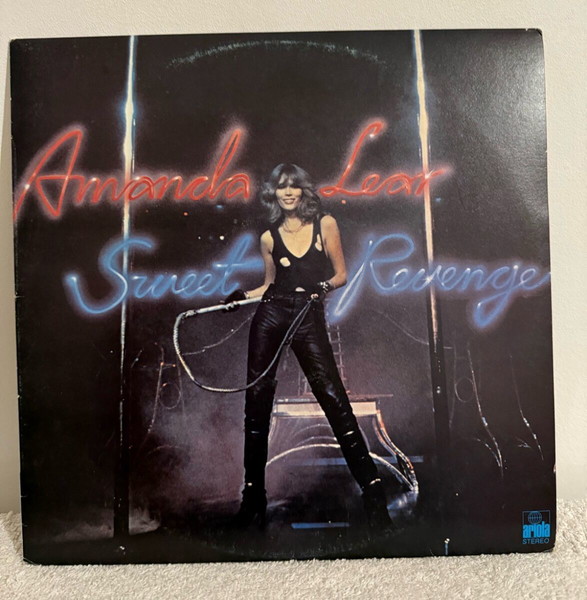 Amanda Lear
Sweet Revenge
ariola
STEREO